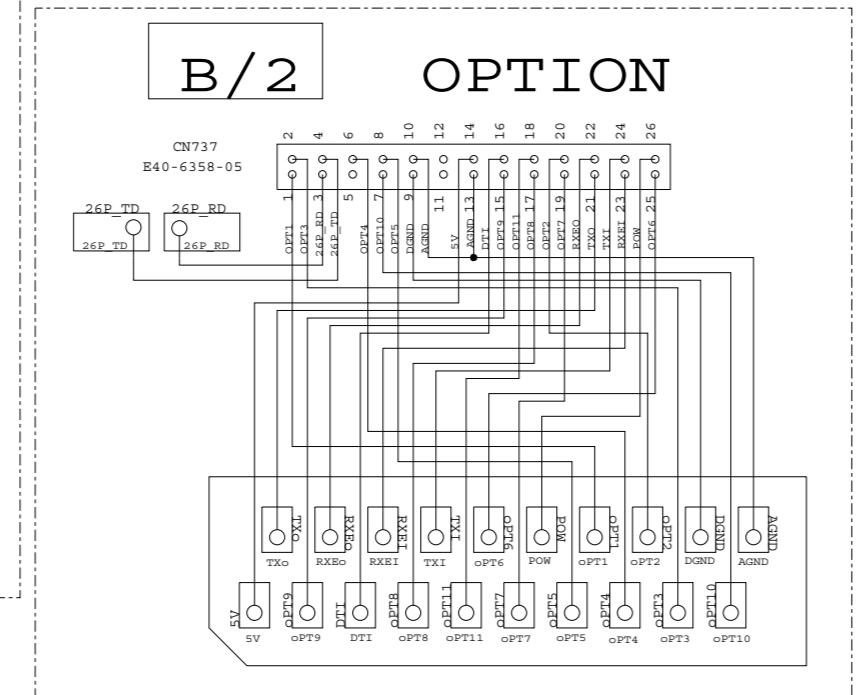 B/2 OPTION
CN737
E40-6358-05
2 4 6 8 10 12 14 16 18 20 22 24 26
1 3 5 7 9 11 13 15 17 19 21 23 25
OPT1 OPT3 26P_RD 26P_TD OPT4 OPT10 OPT5 DGND AGND 5V AGND DTI OPT9 OPT11 OPT8 OPT2 OPT7 RXEO TXO TXI RXEI POW OPT6
26P_TD 26P_RD
26P_TD 26P_RD
TXo RXEo RXEI TXI oPT6 POW oPT1 oPT2 DGND AGND
TXo RXEo RXEI TXI oPT6 POW oPT1 oPT2 DGND AGND
5V oPT9 DTI oPT8 oPT11 oPT7 oPT5 oPT4 oPT3 oPT10
5V oPT9 DTI oPT8 oPT11 oPT7 oPT5 oPT4 oPT3 oPT10